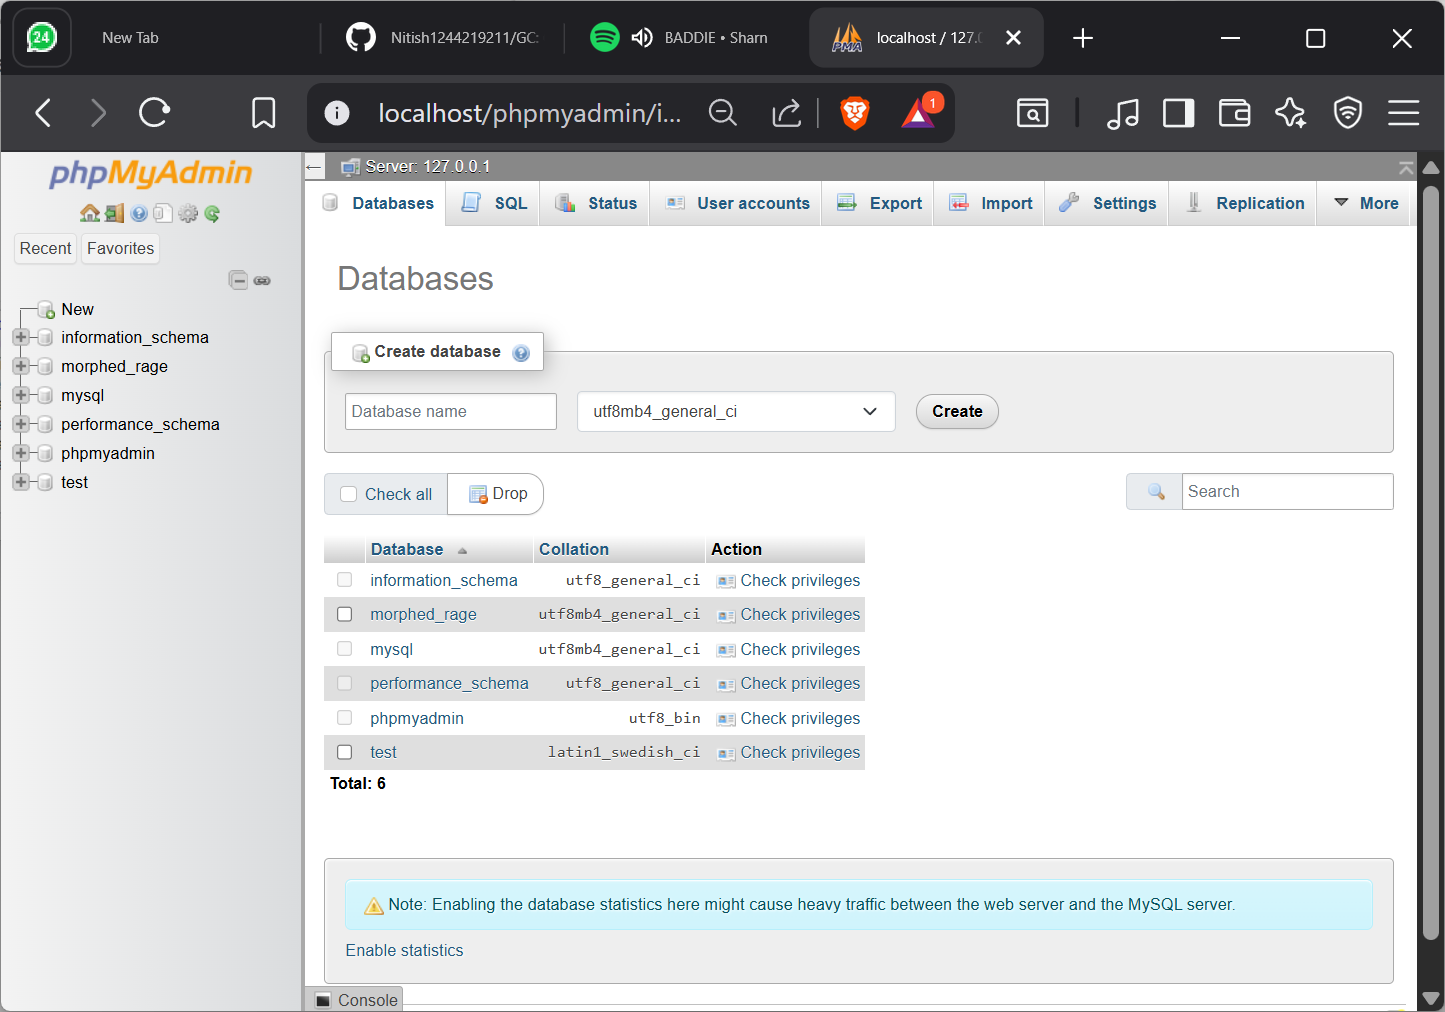 24
New Tab
Nitish1244219211/GC:
BADDIE • Sharn
PMA
localhost / 127.0
localhost/phpmyadmin/i...
1
phpMyAdmin
Recent
Favorites
New
information_schema
morphed_rage
mysql
performance_schema
phpmyadmin
test
Server: 127.0.0.1
Databases
SQL
Status
User accounts
Export
Import
Settings
Replication
More
Databases
Create database
Database name
utf8mb4_general_ci
Create
Check all
Drop
Search
Database Collation Action
information_schema utf8_general_ci Check privileges
morphed_rage utf8mb4_general_ci Check privileges
mysql utf8mb4_general_ci Check privileges
performance_schema utf8_general_ci Check privileges
phpmyadmin utf8_bin Check privileges
test latin1_swedish_ci Check privileges
Total: 6
Note: Enabling the database statistics here might cause heavy traffic between the web server and the MySQL server.
Enable statistics
Console